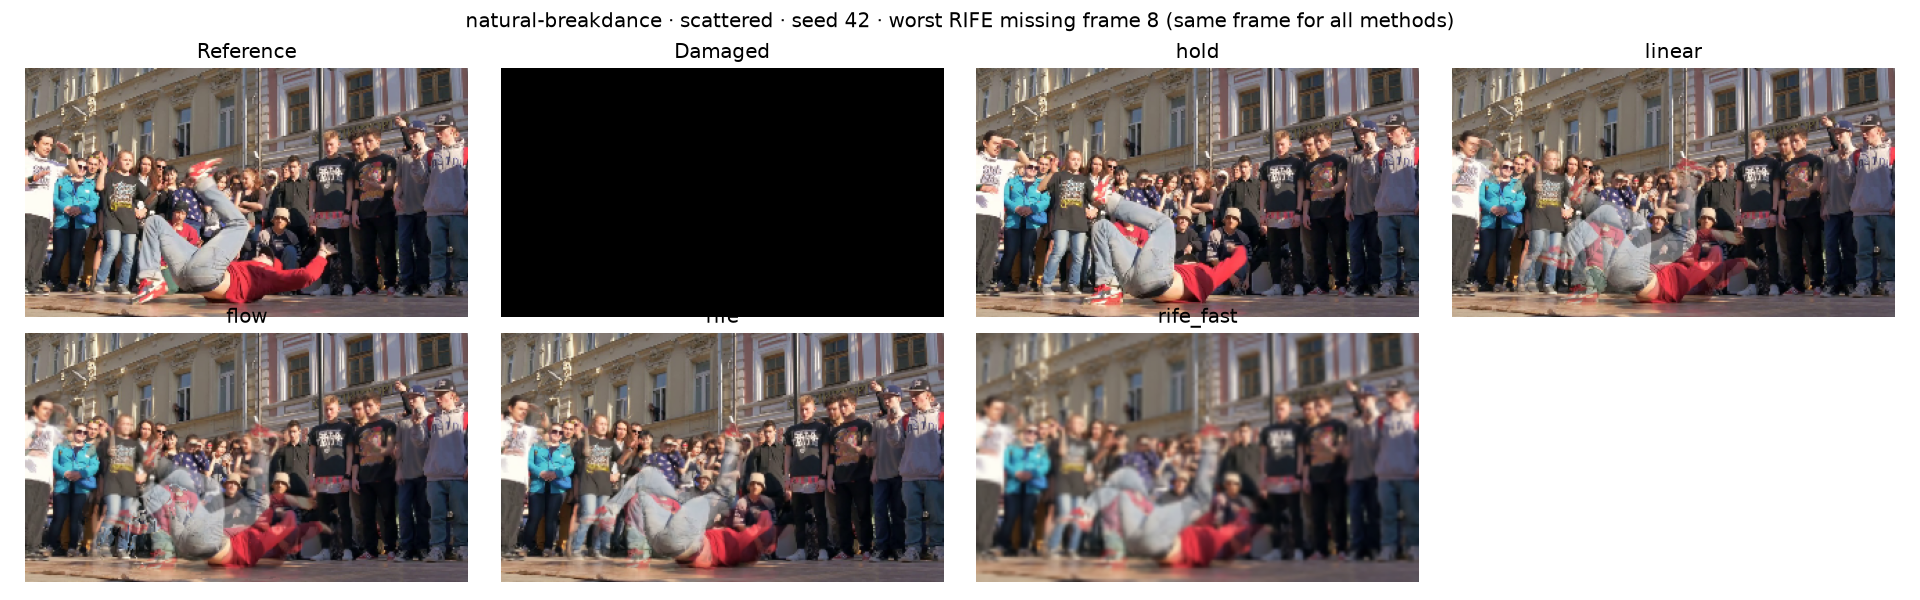 natural-breakdance · scattered · seed 42 · worst RIFE missing frame 8 (same frame for all methods)
Reference
Damaged
hold
linear
flow
rife
rife_fast